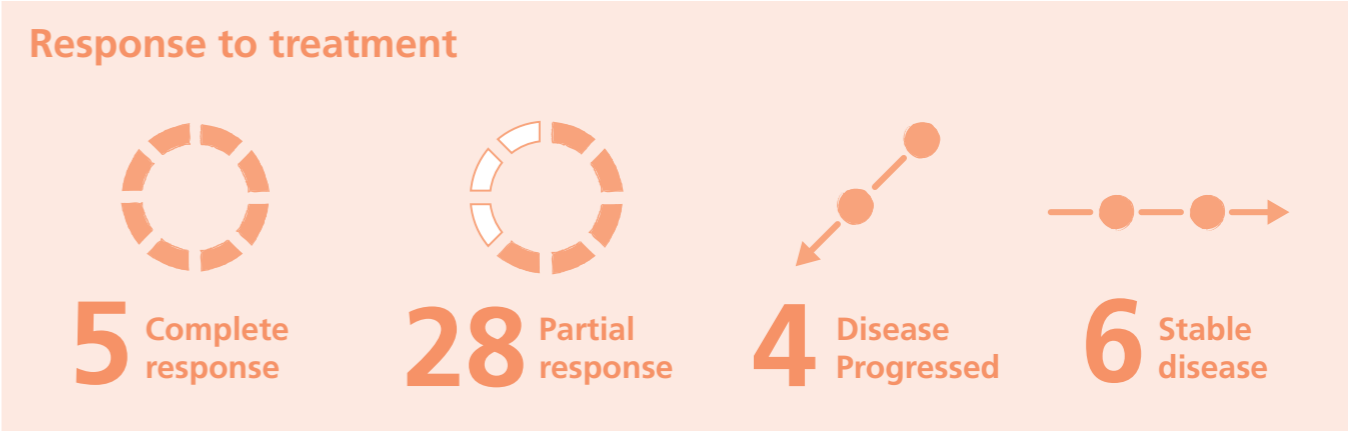 Response to treatment
5 Complete
response
28 Partial
response
4 Disease
Progressed
6 Stable
disease